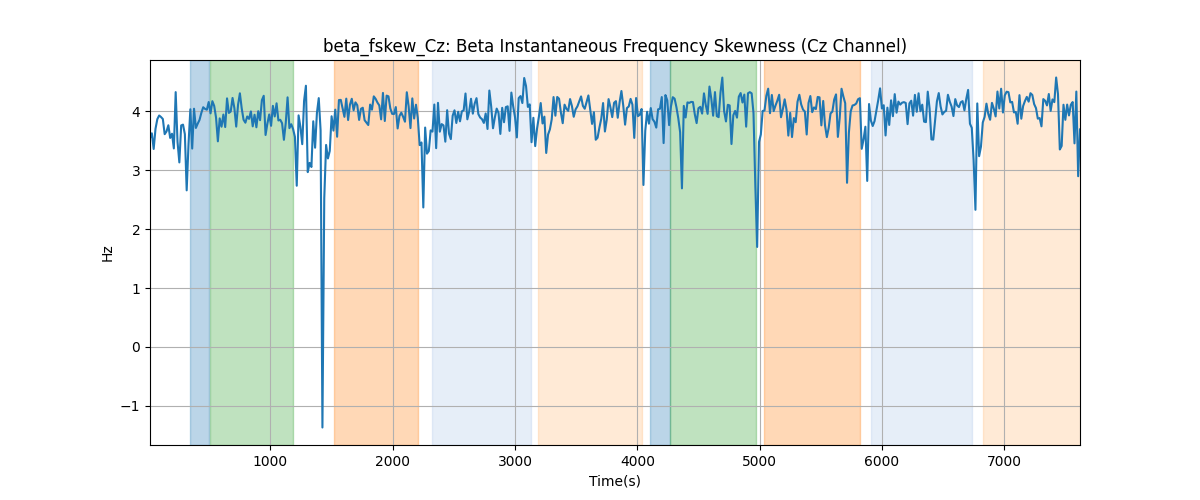 beta_fskew_Cz: Beta Instantaneous Frequency Skewness (Cz Channel)
4
3
2
1
0
−1
Hz
1000 2000 3000 4000 5000 6000 7000
Time(s)